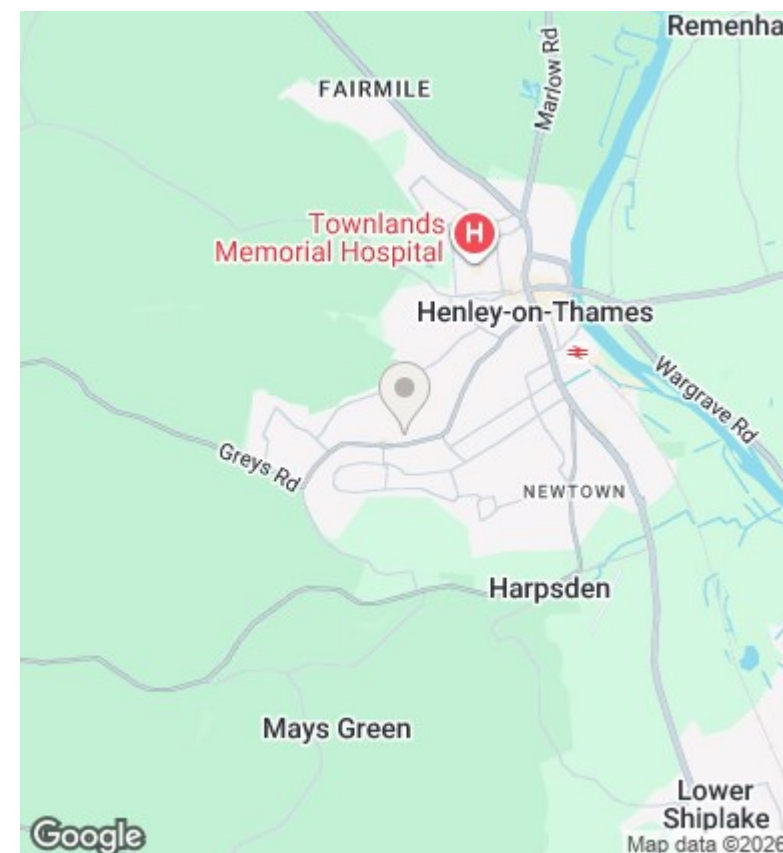 Remenha
Marlow Rd
FAIRMILE
Townlands
Memorial Hospital
H
Henley-on-Thames
Wargrave Rd
Greys Rd
NEWTOWN
Harpsden
Mays Green
Lower
Shiplake
Google
Map data ©2026